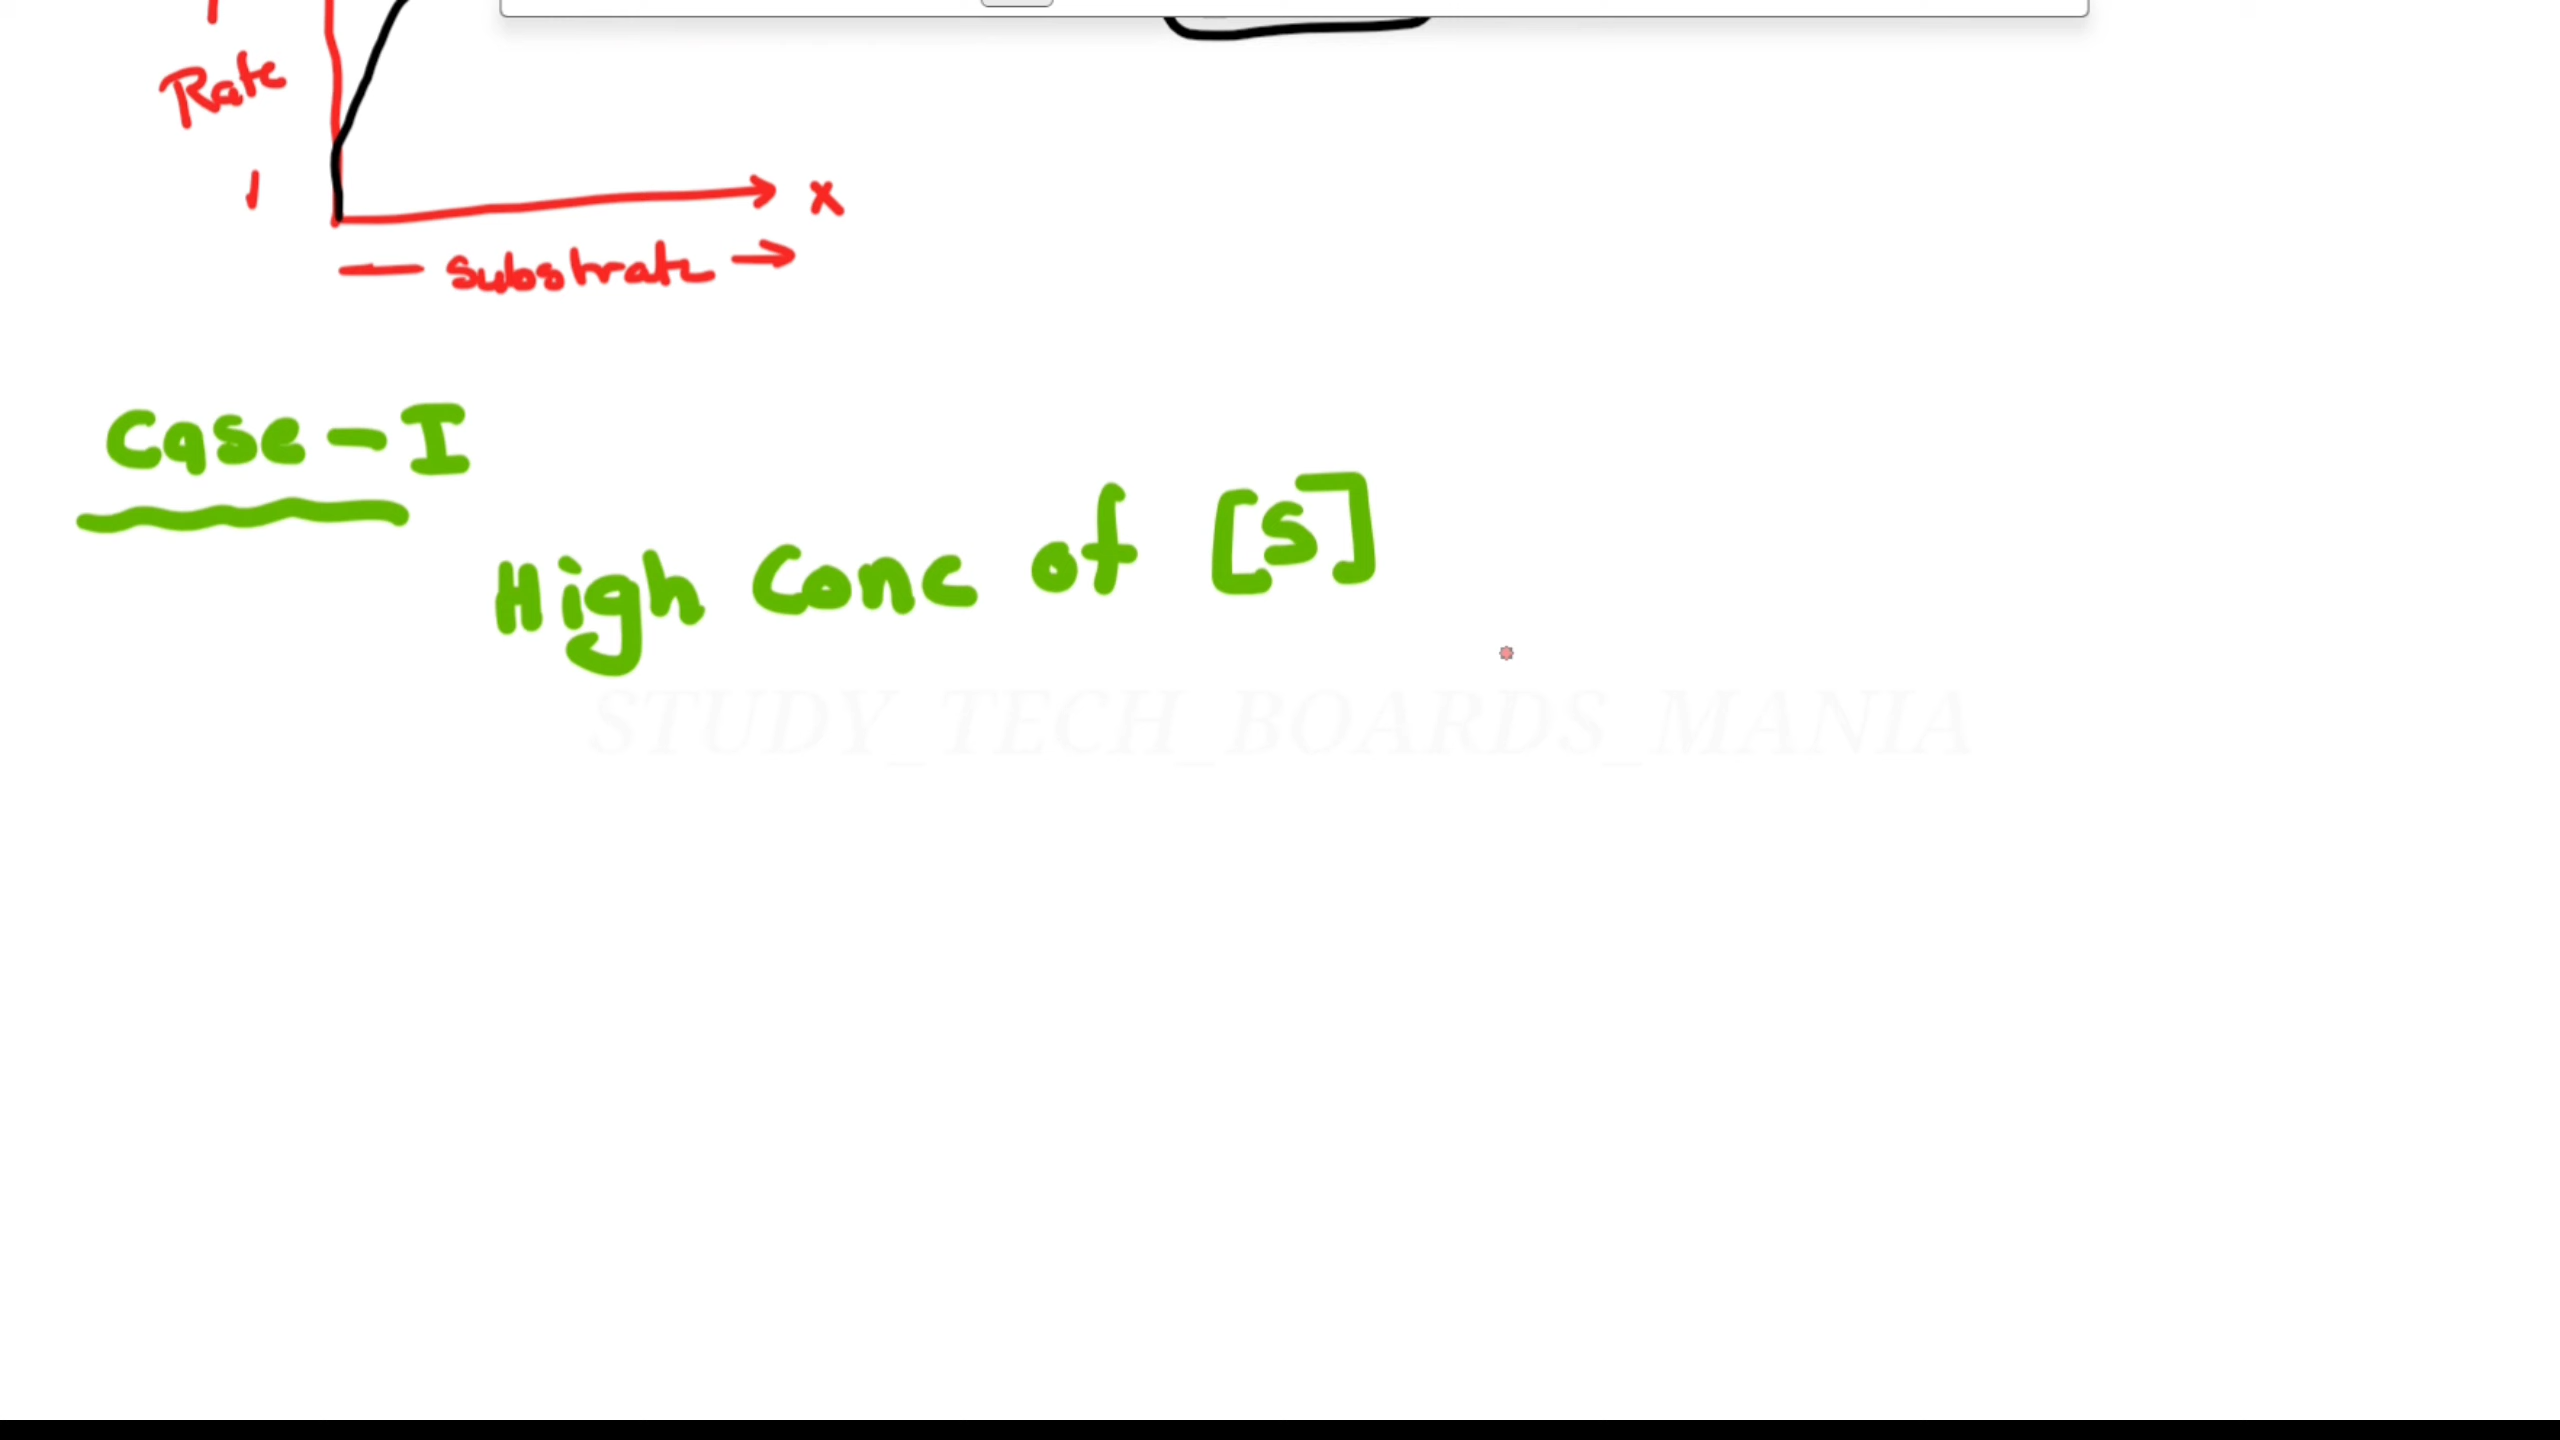 Rate
x
— Substrate →
Case - I
High Conc of [S]
STUDY_TECH_BOARDS_MANIA